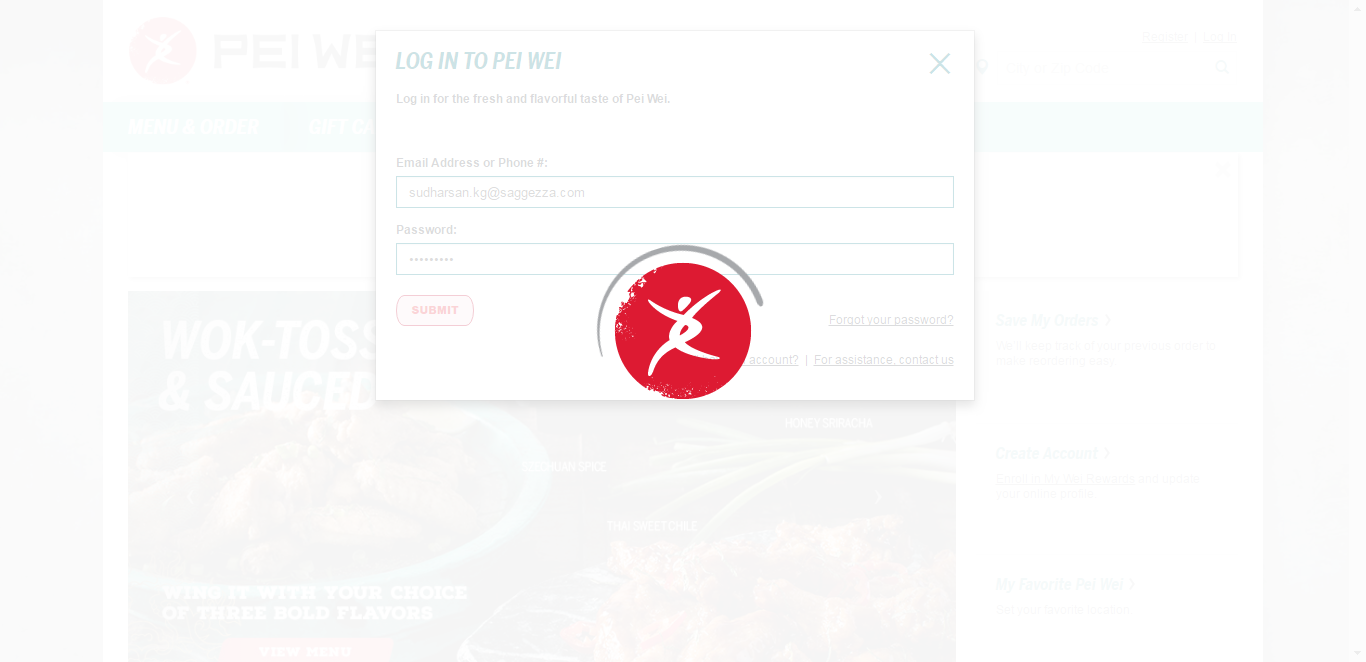 PEI WE
Register | Log In
LOG IN TO PEI WEI
Log in for the fresh and flavorful taste of Pei Wei.
MENU & ORDER
GIFT CA
Email Address or Phone #:
sudharsan.kg@saggezza.com
Password:
•••••••••
SUBMIT
Forgot your password?
account? | For assistance, contact us
WOK-TOSS
& SAUCED
HONEY SRIRACHA
SZECHUAN SPICE
THAI SWEET CHILE
WING IT WITH YOUR CHOICE
OF THREE BOLD FLAVORS
VIEW MENU
Save My Orders
We'll keep track of your previous order to
make reordering easy.
Create Account
Enroll in My Wei Rewards and update
your online profile.
My Favorite Pei Wei
Set your favorite location